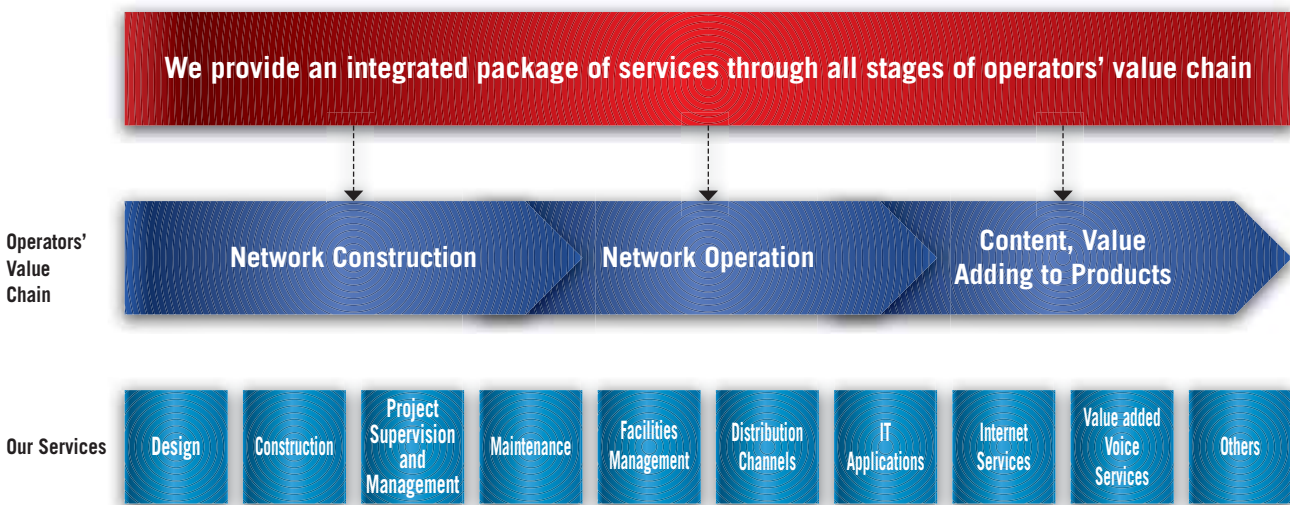 We provide an integrated package of services through all stages of operators' value chain
Operators'
Value
Chain
Network Construction
Network Operation
Content, Value
Adding to Products
Our Services
Design
Construction
Project
Supervision
and
Management
Maintenance
Facilities
Management
Distribution
Channels
IT
Applications
Internet
Services
Value added
Voice
Services
Others